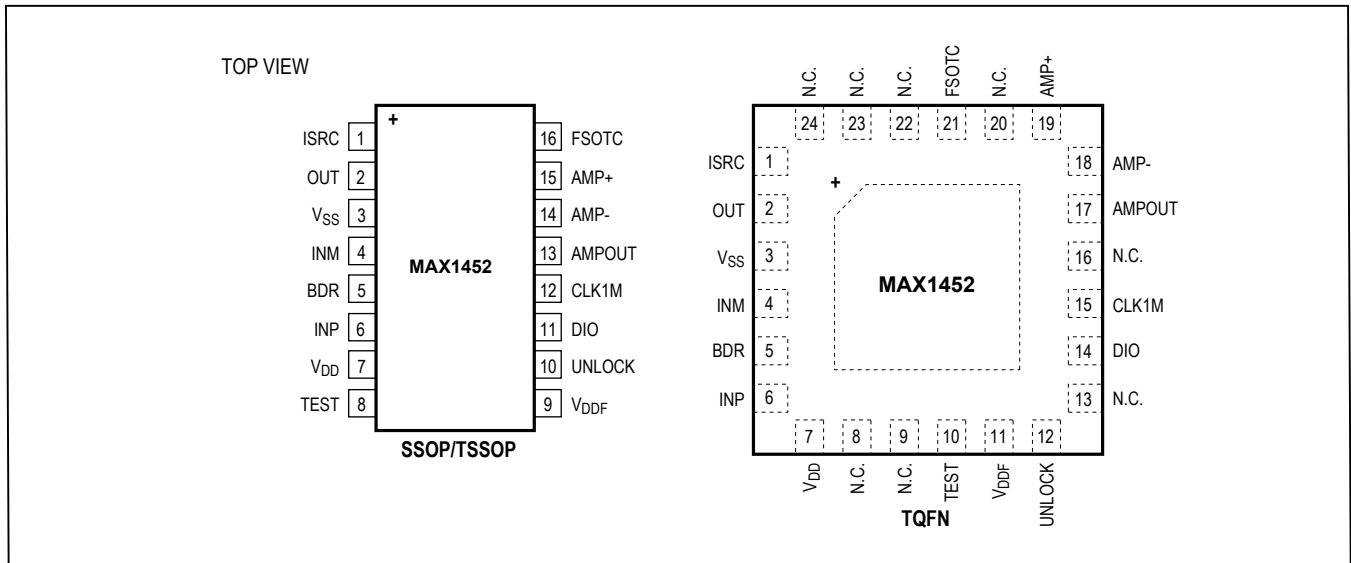 TOP VIEW
+
ISRC 1
OUT 2
VSS 3
INM 4
BDR 5
INP 6
VDD 7
TEST 8
MAX1452
16 FSOTC
15 AMP+
14 AMP-
13 AMPOUT
12 CLK1M
11 DIO
10 UNLOCK
9 VDDF
SSOP/TSSOP
N.C. N.C. N.C. FSOTC N.C. AMP+
24 23 22 21 20 19
ISRC 1
OUT 2
VSS 3
INM 4
BDR 5
INP 6
+
MAX1452
18 AMP-
17 AMPOUT
16 N.C.
15 CLK1M
14 DIO
13 N.C.
7 8 9 10 11 12
VDD N.C. N.C. TEST VDDF UNLOCK
TQFN